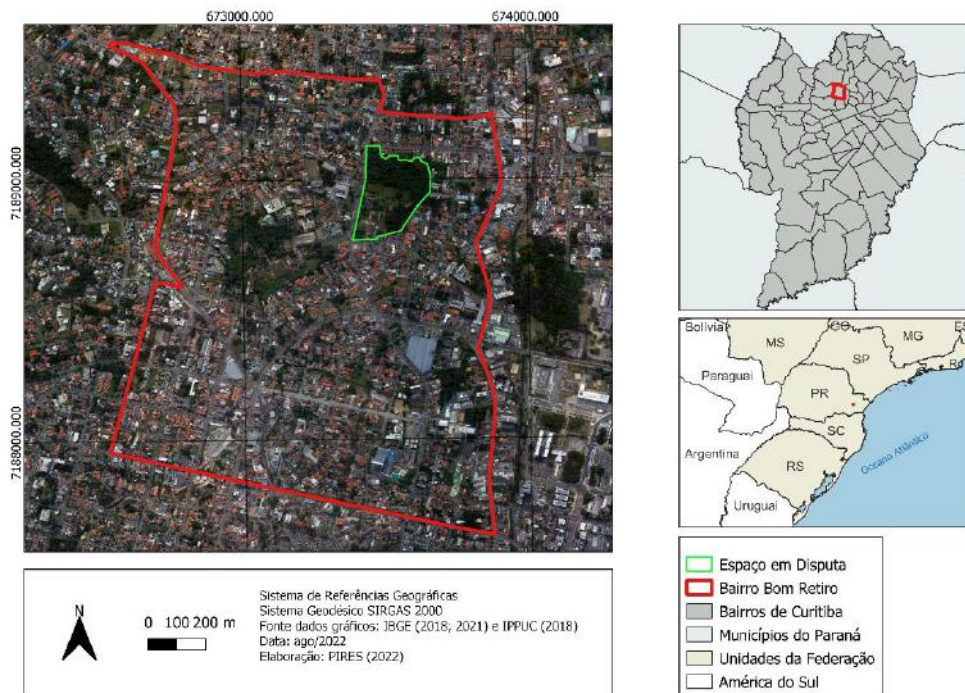 673000.000
674000.000
7189000.000
7188000.000
N
0 100 200 m
Sistema de Referências Geográficas
Sistema Geodésico SIRGAS 2000
Fonte dados gráficos: IBGE (2018; 2021) e IPPUC (2018)
Data: ago/2022
Elaboração: PIRES (2022)
Bolívia
GO
MG
ES
MS
SP
RJ
Paraguai
PR
SC
Argentina
RS
Oceano Atlântico
Uruguai
Espaço em Disputa
Bairro Bom Retiro
Bairros de Curitiba
Municípios do Paraná
Unidades da Federação
América do Sul